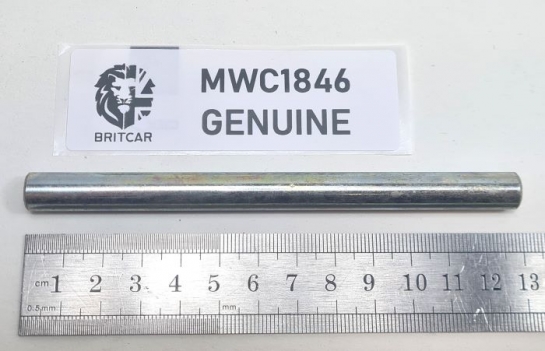 MWC1846
GENUINE
BRITCAR
cm 1 2 3 4 5 6 7 8 9 10 11 12 13
0.5mm mm